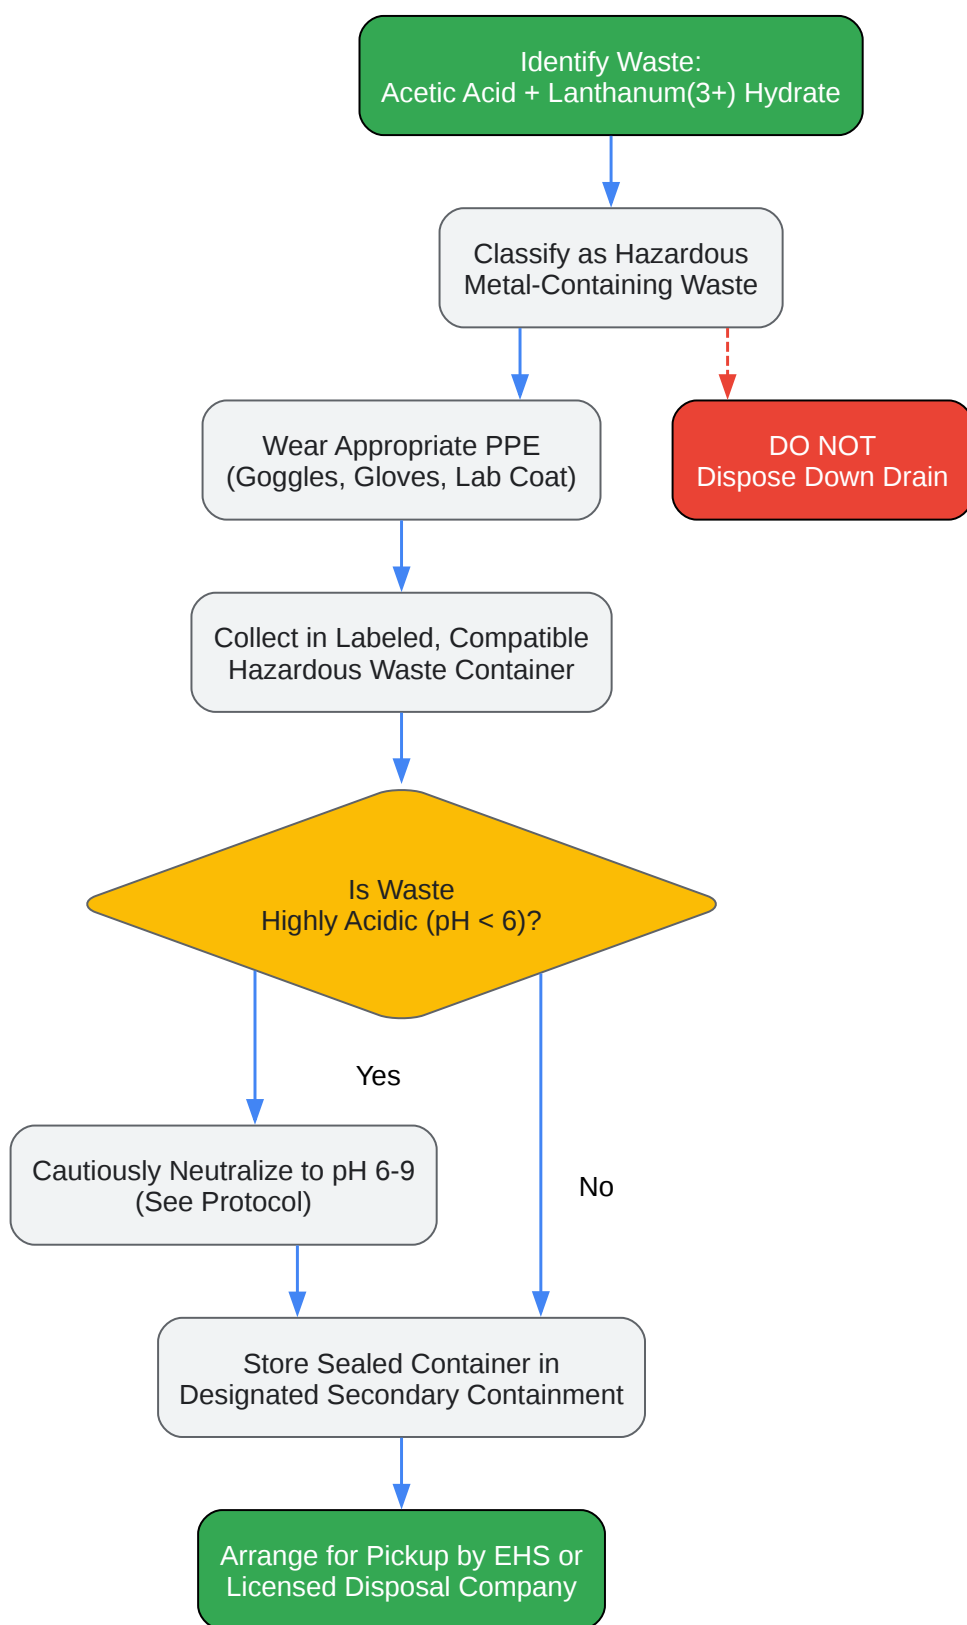 Identify Waste:
Acetic Acid + Lanthanum(3+) Hydrate
Classify as Hazardous
Metal-Containing Waste
Wear Appropriate PPE
(Goggles, Gloves, Lab Coat)
DO NOT
Dispose Down Drain
Collect in Labeled, Compatible
Hazardous Waste Container
Is Waste
Highly Acidic (pH < 6)?
Yes
Cautiously Neutralize to pH 6-9
(See Protocol)
No
Store Sealed Container in
Designated Secondary Containment
Arrange for Pickup by EHS or
Licensed Disposal Company